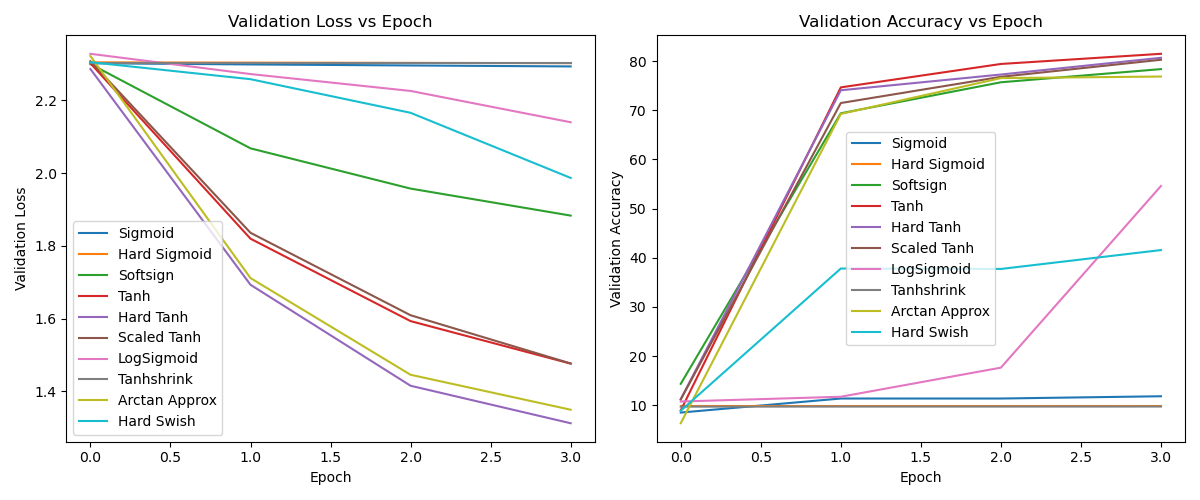 Validation Loss vs Epoch
Validation Loss
2.2
2.0
1.8
1.6
1.4
Sigmoid
Hard Sigmoid
Softsign
Tanh
Hard Tanh
Scaled Tanh
LogSigmoid
Tanhshrink
Arctan Approx
Hard Swish
0.0 0.5 1.0 1.5 2.0 2.5 3.0
Epoch
Validation Accuracy vs Epoch
Validation Accuracy
80
70
60
50
40
30
20
10
Sigmoid
Hard Sigmoid
Softsign
Tanh
Hard Tanh
Scaled Tanh
LogSigmoid
Tanhshrink
Arctan Approx
Hard Swish
0.0 0.5 1.0 1.5 2.0 2.5 3.0
Epoch